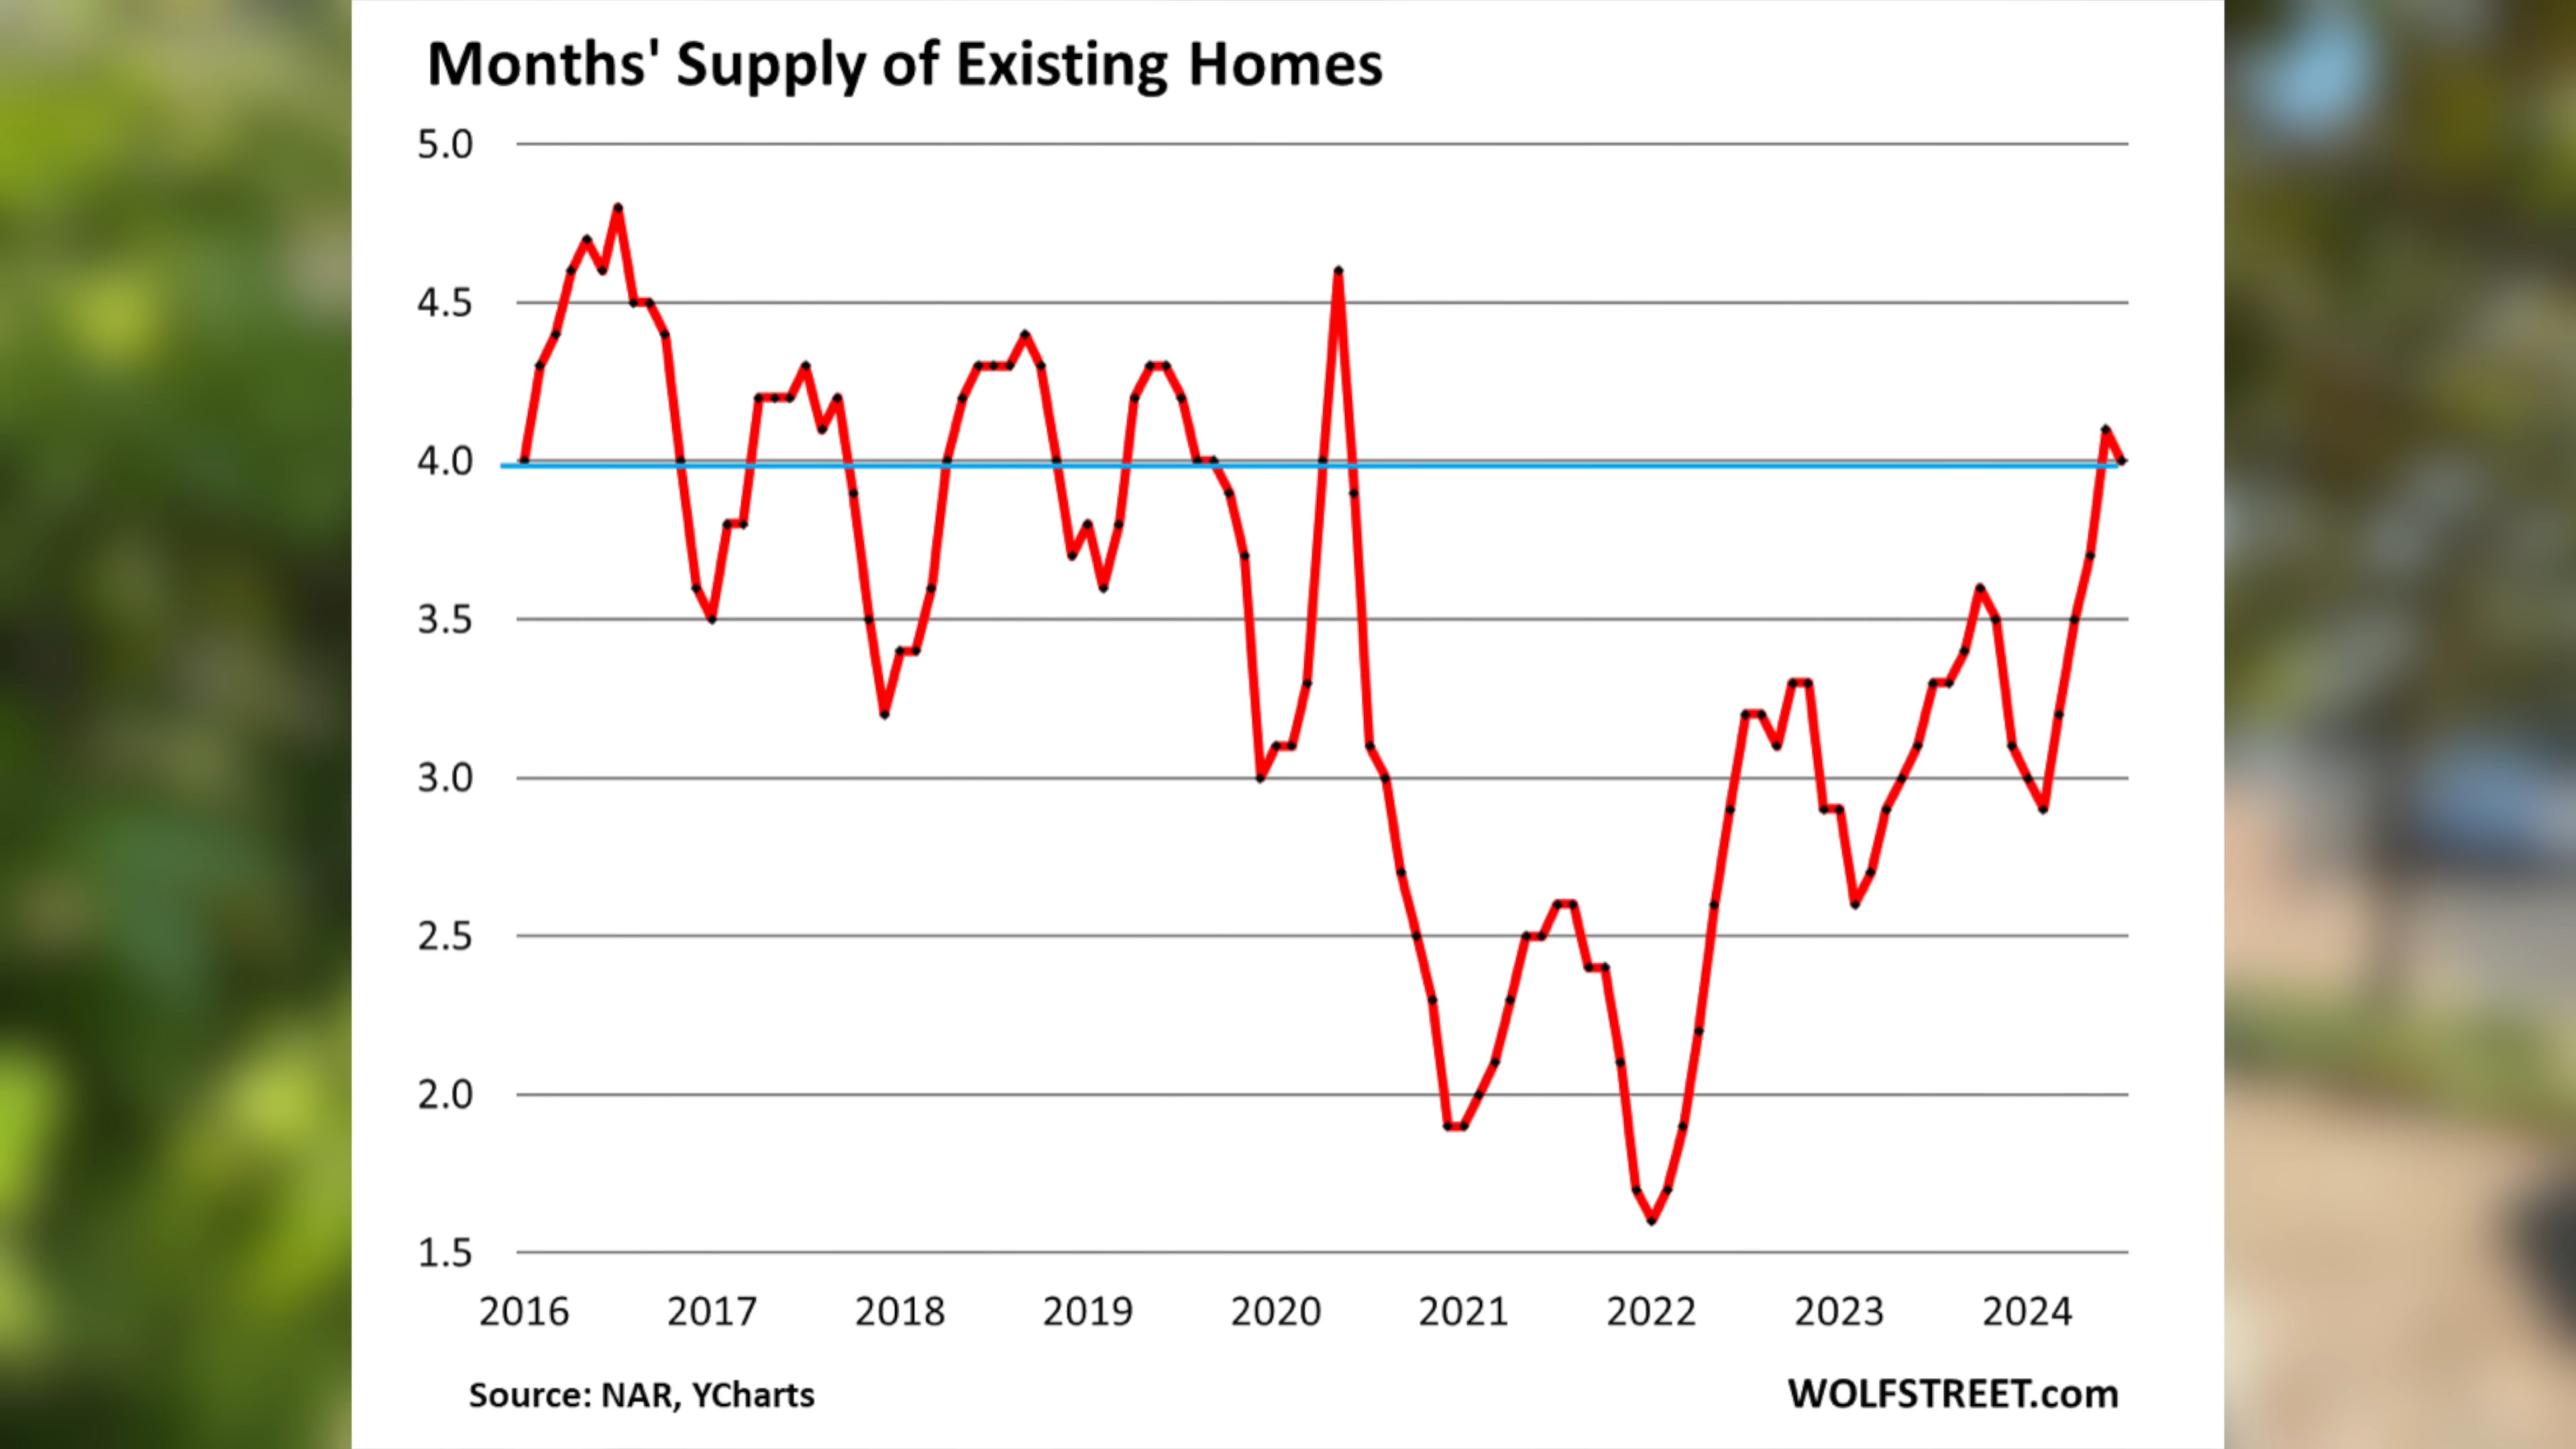 Months' Supply of Existing Homes
5.0
4.5
4.0
3.5
3.0
2.5
2.0
1.5
2016 2017 2018 2019 2020 2021 2022 2023 2024
Source: NAR, YCharts
WOLFSTREET.com